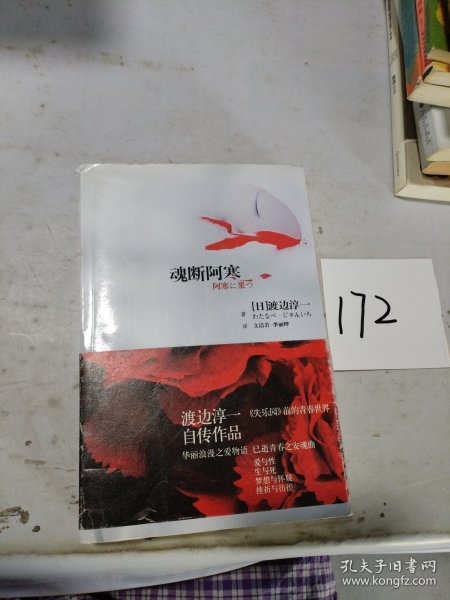 魂断阿寒
阿寒に果つ
[日]渡边淳一
著 わたなべ じゅんいち
译 文洁若 李丽晔
渡边淳一《失乐园》前的青春世界
自传作品
华丽浪漫之爱物语 已逝青春之安魂曲
爱与性
生与死
梦想与怀疑
挫折与彷徨
172
孔夫子旧书网
www.kongfz.com